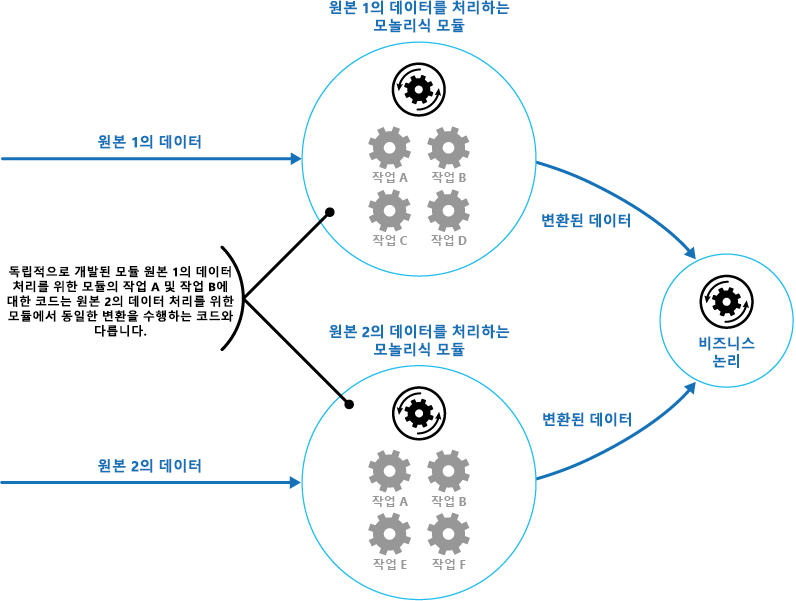 원본 1의 데이터를 처리하는
모놀리식 모듈
원본 1의 데이터
작업 A
작업 B
작업 C
작업 D
변환된 데이터
독립적으로 개발된 모듈 원본 1의 데이터
처리를 위한 모듈의 작업 A 및 작업 B에
대한 코드는 원본 2의 데이터 처리를 위한
모듈에서 동일한 변환을 수행하는 코드와
다릅니다.
비즈니스
논리
원본 2의 데이터를 처리하는
모놀리식 모듈
원본 2의 데이터
작업 A
작업 B
작업 E
작업 F
변환된 데이터